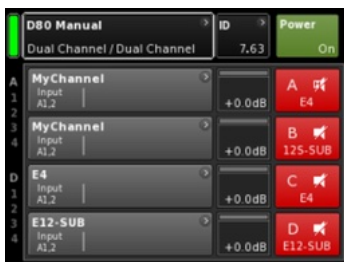 D80 Manual
Dual Channel / Dual Channel
ID
7.63
Power
On
A
1
2
3
4
D
1
2
3
4
MyChannel
Input
A1,2
+0.0dB
A
E4
MyChannel
Input
A1,2
+0.0dB
B
12S-SUB
E4
Input
A1,2
+0.0dB
C
E4
E12-SUB
Input
A1,2
+0.0dB
D
E12-SUB